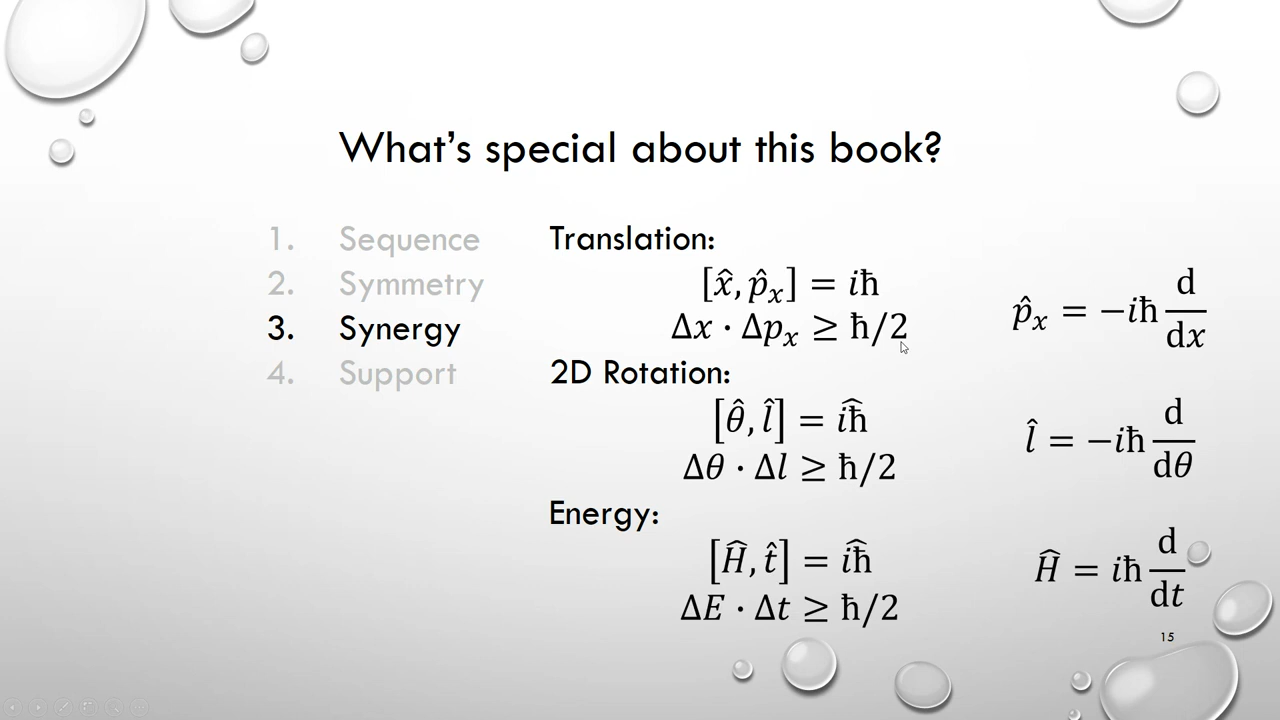 What's special about this book?
1. Sequence
2. Symmetry
3. Synergy
4. Support
Translation:
[x̂, p̂ₓ] = iħ
Δx · Δpₓ ≥ ħ/2
p̂ₓ = −iħ d/dx
2D Rotation:
[θ̂, l̂] = iħ̂
Δθ · Δl ≥ ħ/2
l̂ = −iħ d/dθ
Energy:
[Ĥ, t̂] = iħ̂
ΔE · Δt ≥ ħ/2
Ĥ = iħ d/dt
15